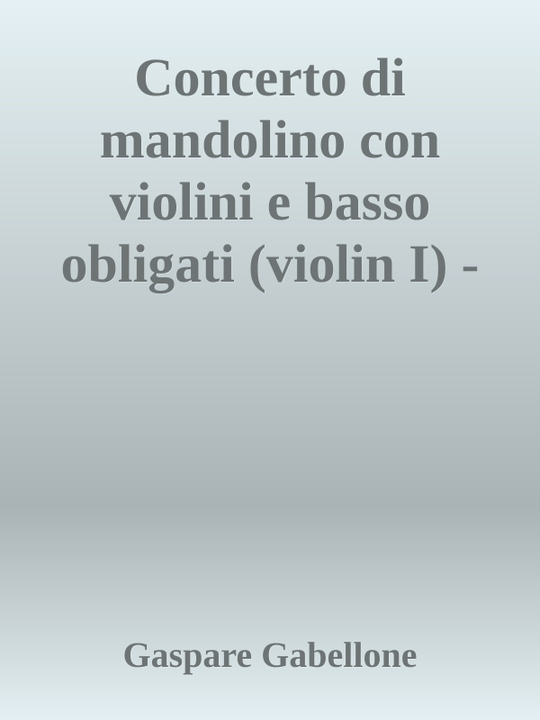 Concerto di
mandolino con
violini e basso
obligati (violin I) -
Gaspare Gabellone